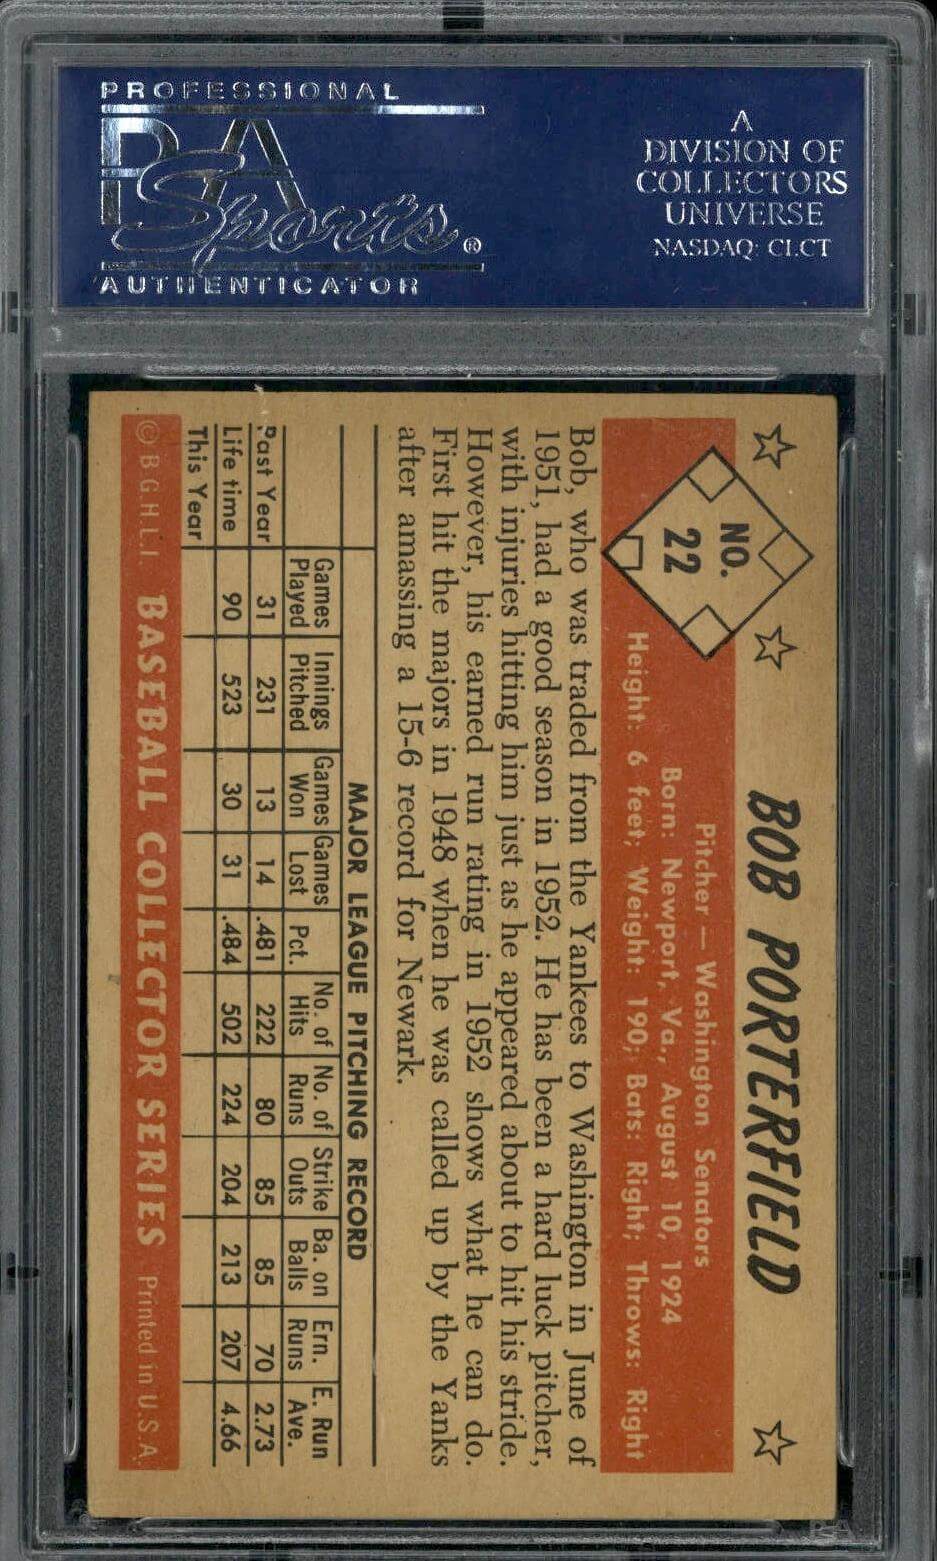 PROFESSIONAL
PSA
Sports®
AUTHENTICATOR
A
DIVISION OF
COLLECTORS
UNIVERSE
NASDAQ: CLCT
NO.
22
BOB PORTERFIELD
Pitcher — Washington Senators
Born: Newport, Va., August 10, 1924
Height: 6 feet; Weight: 190; Bats: Right; Throws: Right
Bob, who was traded from the Yankees to Washington in June of
1951, had a good season in 1952. He has been a hard luck pitcher,
with injuries hitting him just as he appeared about to hit his stride.
However, his earned run rating in 1952 shows what he can do.
First hit the majors in 1948 when he was called up by the Yanks
after amassing a 15-6 record for Newark.
MAJOR LEAGUE PITCHING RECORD
Games Innings Games Games No. of No. of Strike Ba. on Ern. E. Run
Played Pitched Won Lost Pct. Hits Runs Outs Balls Runs Ave.
Past Year 31 231 13 14 .481 222 80 85 85 70 2.73
Life time 90 523 30 31 .484 502 224 204 213 207 4.66
This Year
© B.G.H.L.I. BASEBALL COLLECTOR SERIES Printed in U.S.A.
PSA